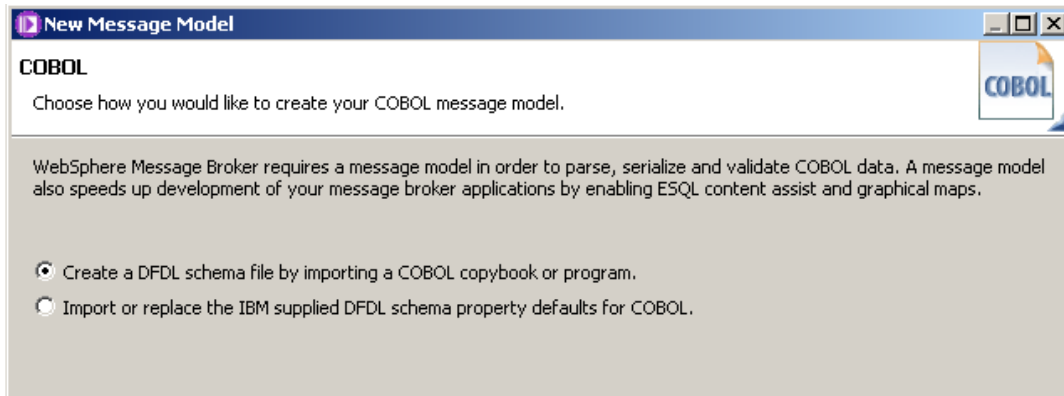 New Message Model
COBOL
Choose how you would like to create your COBOL message model.
COBOL
WebSphere Message Broker requires a message model in order to parse, serialize and validate COBOL data. A message model
also speeds up development of your message broker applications by enabling ESQL content assist and graphical maps.
Create a DFDL schema file by importing a COBOL copybook or program.
Import or replace the IBM supplied DFDL schema property defaults for COBOL.